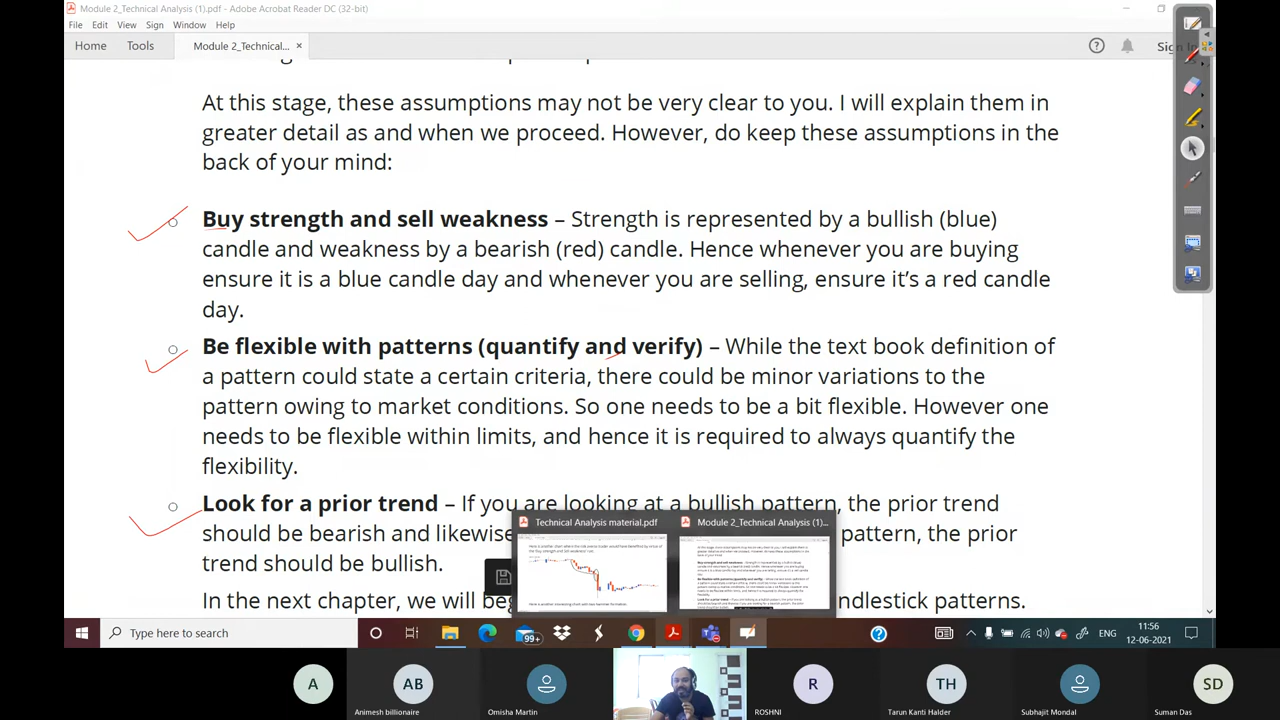 Module 2_Technical Analysis (1).pdf - Adobe Acrobat Reader DC (32-bit)
File Edit View Sign Window Help
Home Tools Module 2_Technical... × Sign In
At this stage, these assumptions may not be very clear to you. I will explain them in
greater detail as and when we proceed. However, do keep these assumptions in the
back of your mind:
Buy strength and sell weakness – Strength is represented by a bullish (blue)
candle and weakness by a bearish (red) candle. Hence whenever you are buying
ensure it is a blue candle day and whenever you are selling, ensure it's a red candle
day.
Be flexible with patterns (quantify and verify) – While the text book definition of
a pattern could state a certain criteria, there could be minor variations to the
pattern owing to market conditions. So one needs to be a bit flexible. However one
needs to be flexible within limits, and hence it is required to always quantify the
flexibility.
Look for a prior trend – If you are looking at a bullish pattern, the prior trend
should be bearish and likewise pattern, the prior
trend should be bullish.
In the next chapter, we will beg ndlestick patterns.
Technical Analysis material.pdf Module 2_Technical Analysis (1)...
Type here to search 99+ ENG 11:56
12-06-2021
A AB R TH SD
Animesh billionaire Omisha Martin ROSHNI Tarun Kanti Halder Subhajit Mondal Suman Das